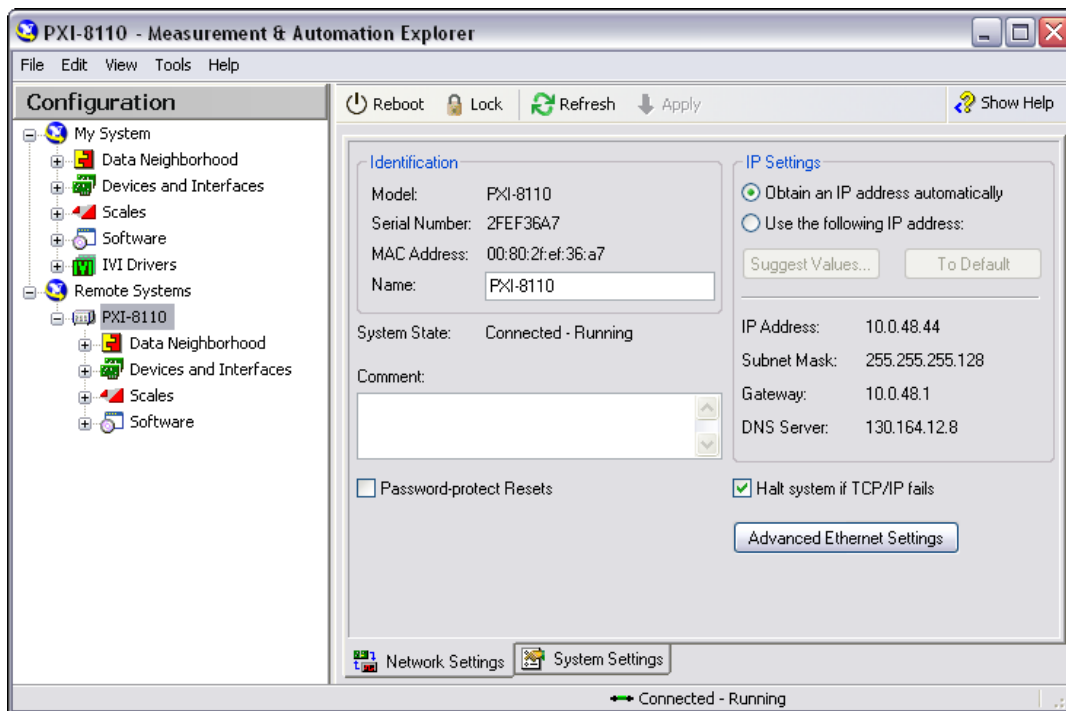 PXI-8110 - Measurement & Automation Explorer
File Edit View Tools Help
Configuration
My System
Data Neighborhood
Devices and Interfaces
Scales
Software
IVI Drivers
Remote Systems
PXI-8110
Data Neighborhood
Devices and Interfaces
Scales
Software
Reboot Lock Refresh Apply Show Help
Identification
Model: PXI-8110
Serial Number: 2FEF36A7
MAC Address: 00:80:2f:ef:36:a7
Name: PXI-8110
System State: Connected - Running
Comment:
Password-protect Resets
IP Settings
Obtain an IP address automatically
Use the following IP address:
Suggest Values... To Default
IP Address: 10.0.48.44
Subnet Mask: 255.255.255.128
Gateway: 10.0.48.1
DNS Server: 130.164.12.8
Halt system if TCP/IP fails
Advanced Ethernet Settings
Network Settings System Settings
Connected - Running